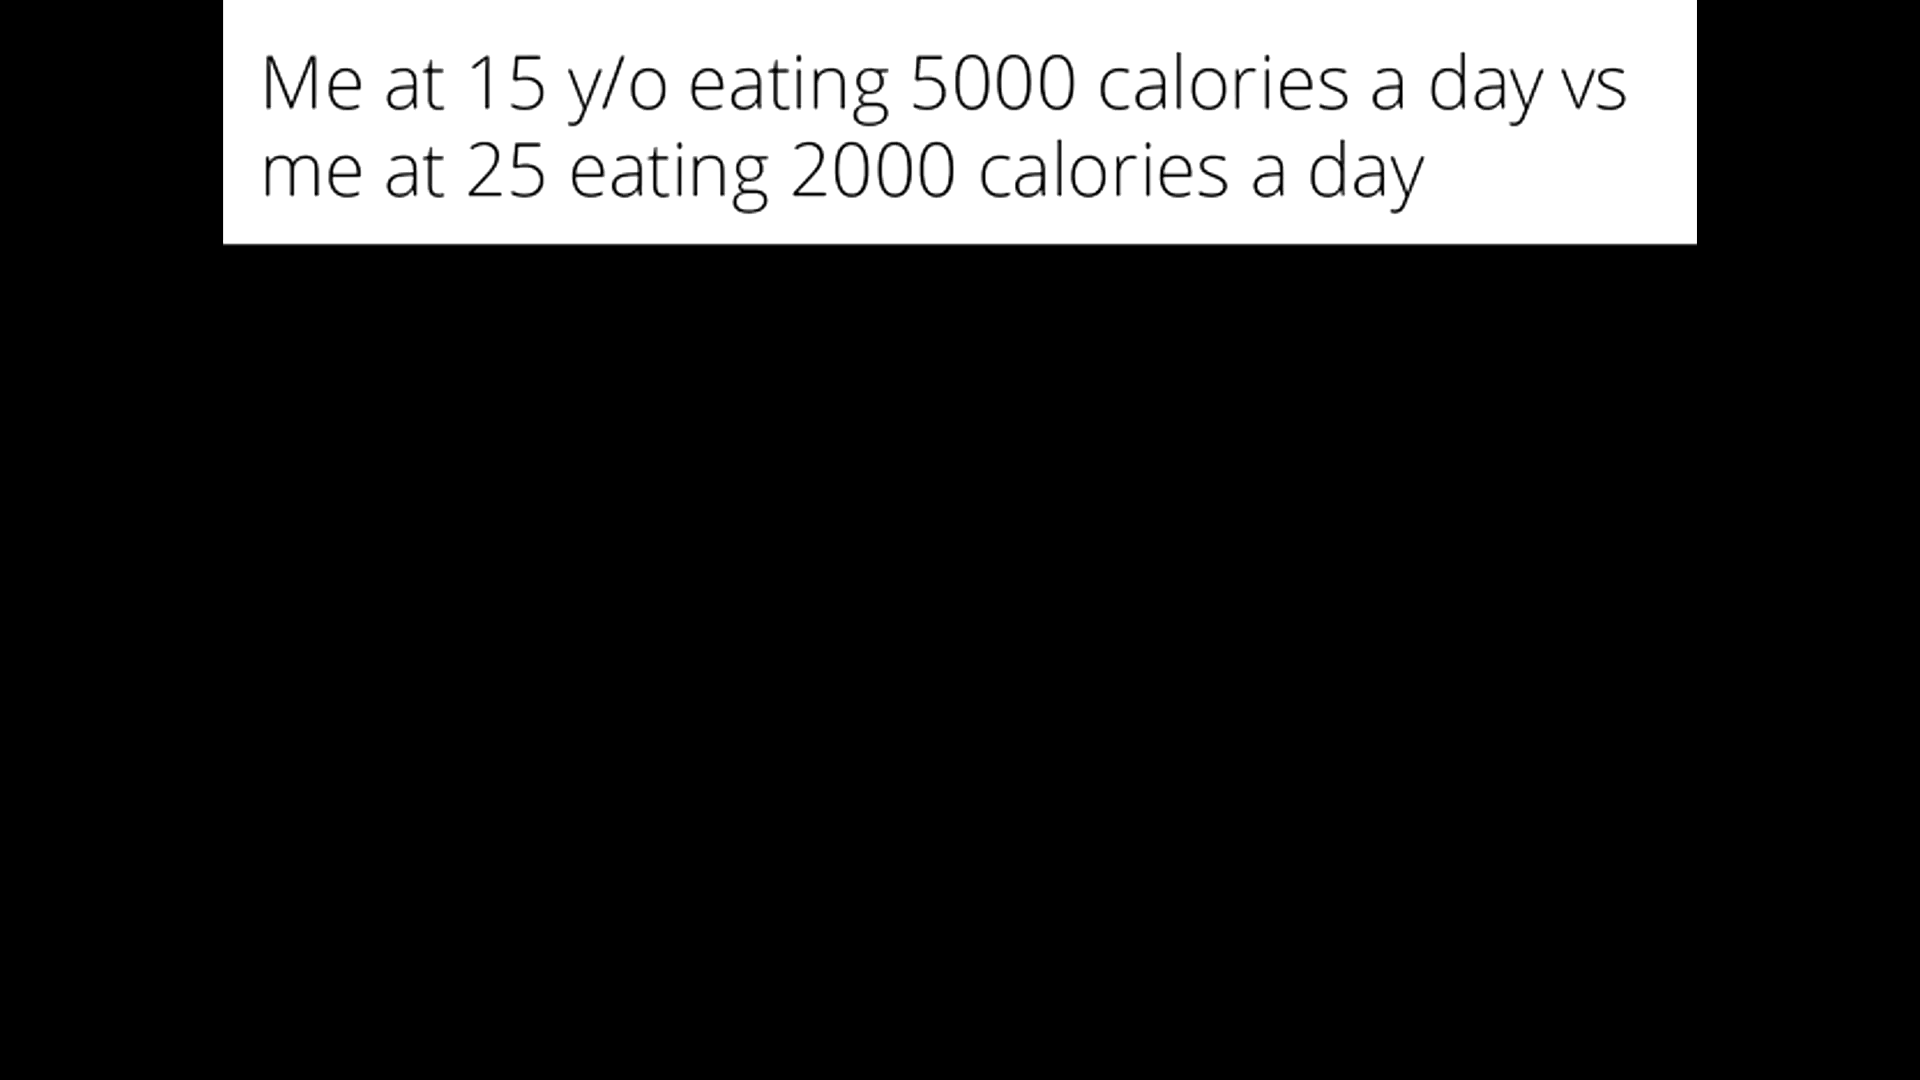 Me at 15 y/o eating 5000 calories a day vs
me at 25 eating 2000 calories a day